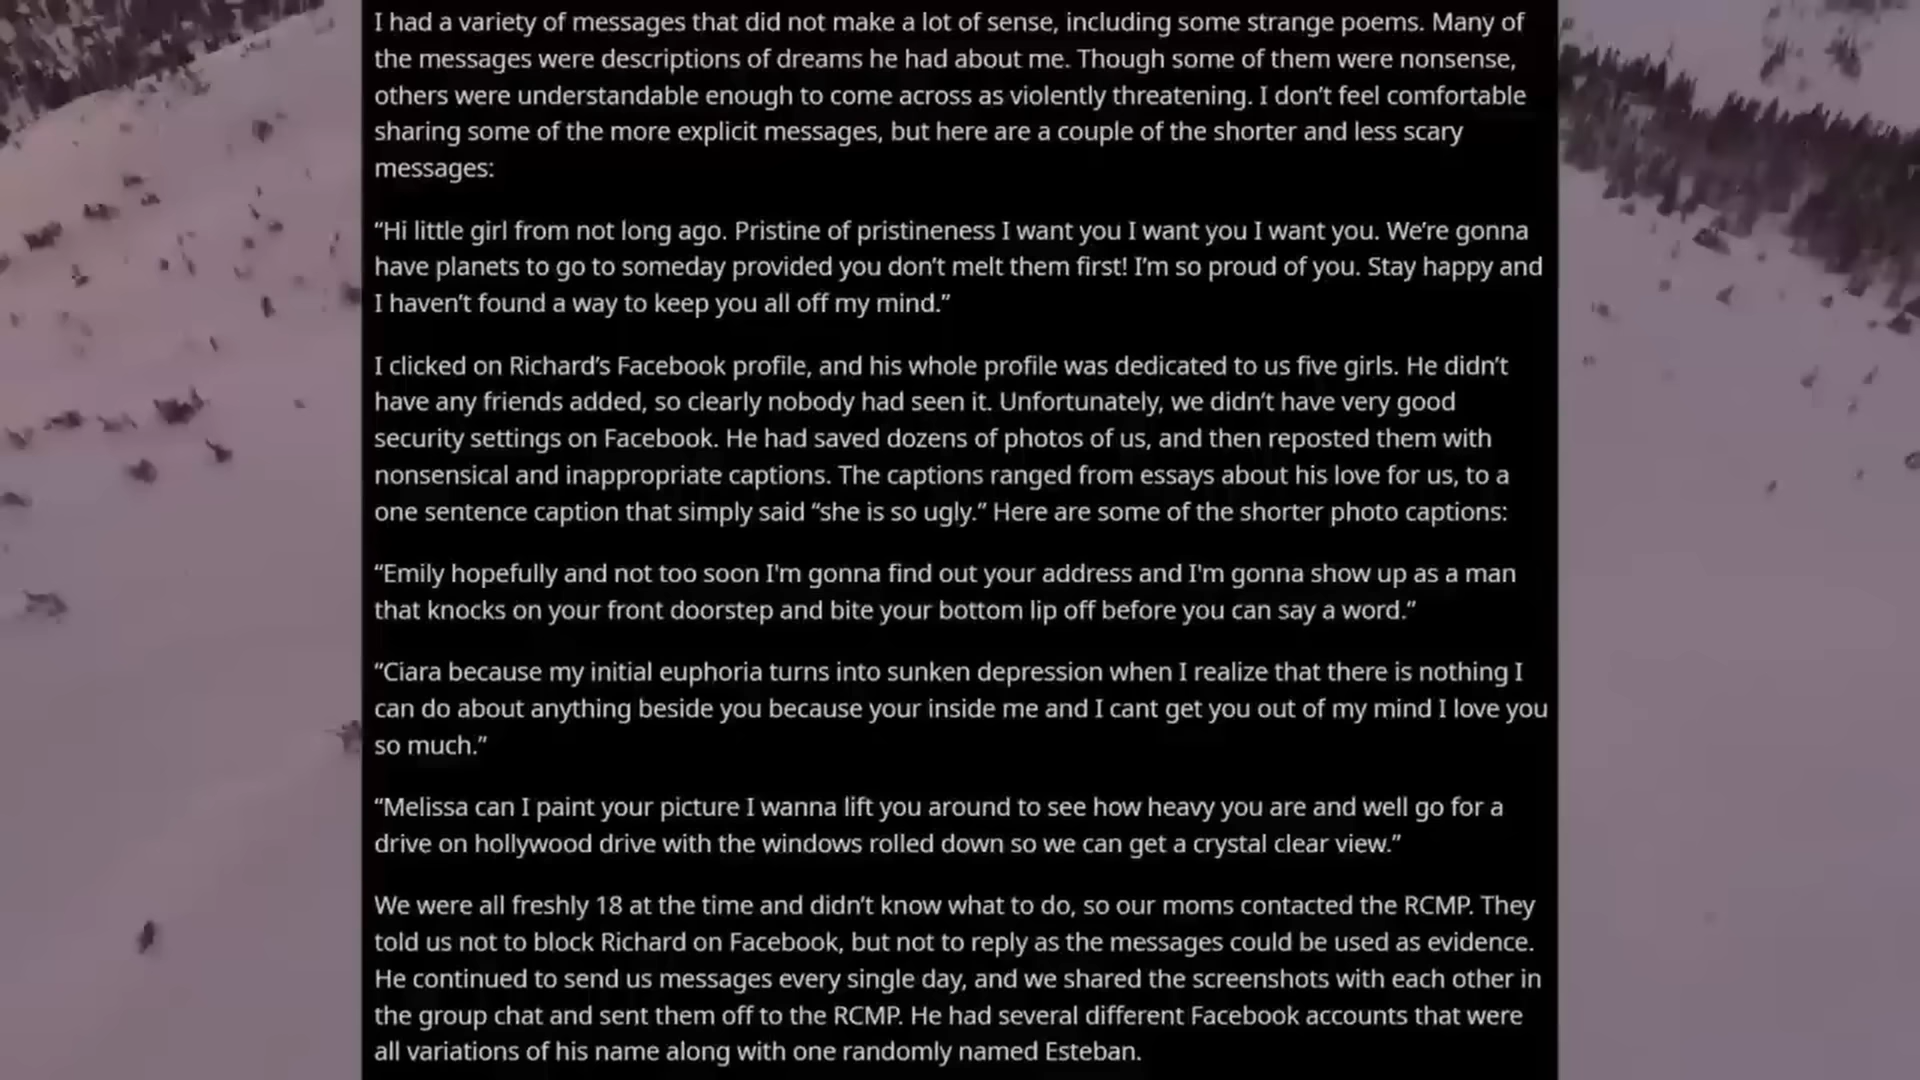 I had a variety of messages that did not make a lot of sense, including some strange poems. Many of
the messages were descriptions of dreams he had about me. Though some of them were nonsense,
others were understandable enough to come across as violently threatening. I don’t feel comfortable
sharing some of the more explicit messages, but here are a couple of the shorter and less scary
messages:
“Hi little girl from not long ago. Pristine of pristineness I want you I want you I want you. We’re gonna
have planets to go to someday provided you don’t melt them first! I’m so proud of you. Stay happy and
I haven’t found a way to keep you all off my mind.”
I clicked on Richard’s Facebook profile, and his whole profile was dedicated to us five girls. He didn’t
have any friends added, so clearly nobody had seen it. Unfortunately, we didn’t have very good
security settings on Facebook. He had saved dozens of photos of us, and then reposted them with
nonsensical and inappropriate captions. The captions ranged from essays about his love for us, to a
one sentence caption that simply said “she is so ugly.” Here are some of the shorter photo captions:
“Emily hopefully and not too soon I'm gonna find out your address and I'm gonna show up as a man
that knocks on your front doorstep and bite your bottom lip off before you can say a word.”
“Ciara because my initial euphoria turns into sunken depression when I realize that there is nothing I
can do about anything beside you because your inside me and I cant get you out of my mind I love you
so much.”
“Melissa can I paint your picture I wanna lift you around to see how heavy you are and well go for a
drive on hollywood drive with the windows rolled down so we can get a crystal clear view.”
We were all freshly 18 at the time and didn’t know what to do, so our moms contacted the RCMP. They
told us not to block Richard on Facebook, but not to reply as the messages could be used as evidence.
He continued to send us messages every single day, and we shared the screenshots with each other in
the group chat and sent them off to the RCMP. He had several different Facebook accounts that were
all variations of his name along with one randomly named Esteban.